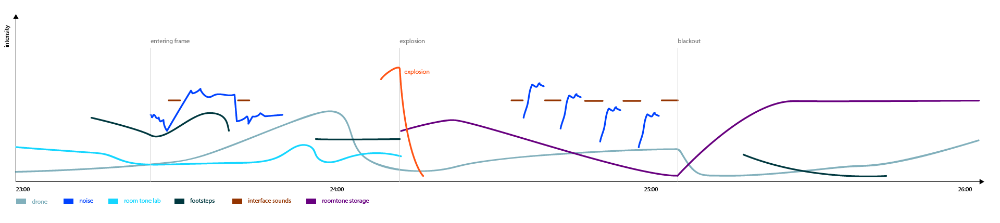 intensity
entering frame
explosion
blackout
explosion
23:00
24:00
25:00
26:00
drone
noise
room tone lab
footsteps
interface sounds
roomtone storage